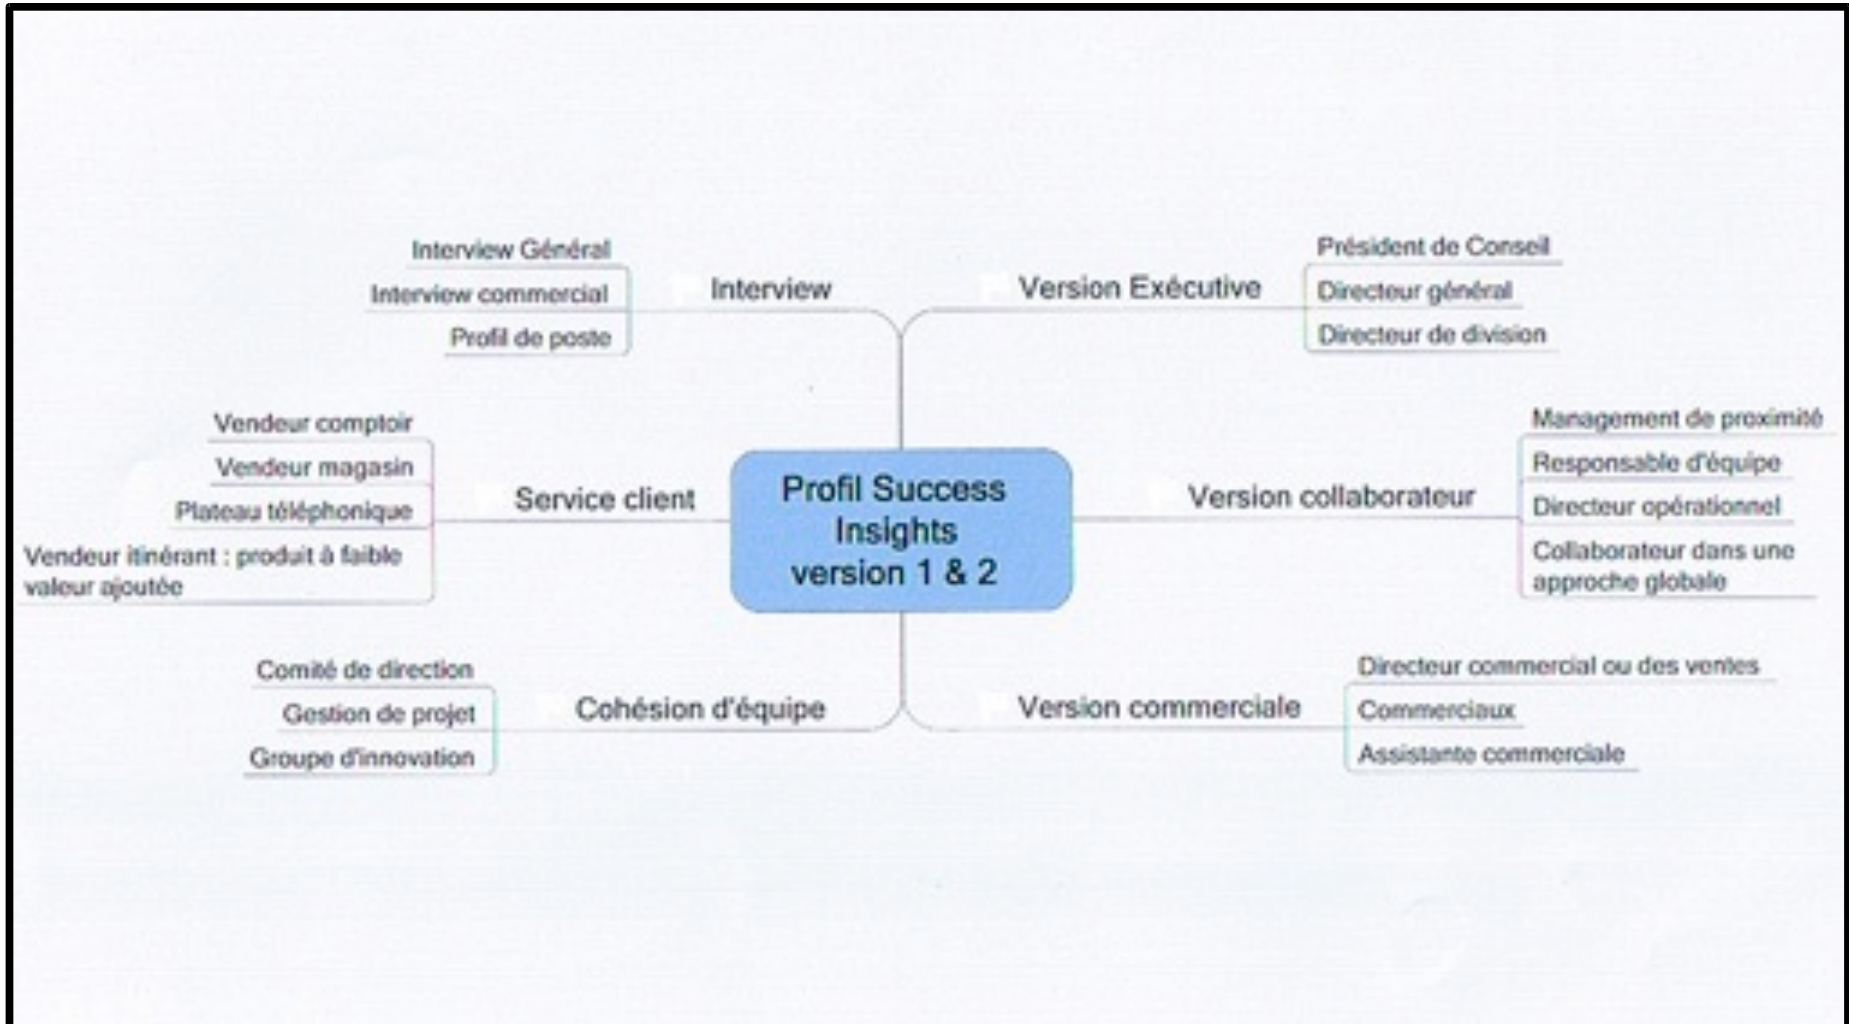 Interview Général
Interview commercial
Profil de poste
Interview
Version Exécutive
Président de Conseil
Directeur général
Directeur de division
Vendeur comptoir
Vendeur magasin
Plateau téléphonique
Vendeur itinérant : produit à faible
valeur ajoutée
Service client
Profil Success
Insights
version 1 & 2
Version collaborateur
Management de proximité
Responsable d'équipe
Directeur opérationnel
Collaborateur dans une
approche globale
Comité de direction
Gestion de projet
Groupe d'innovation
Cohésion d'équipe
Version commerciale
Directeur commercial ou des ventes
Commerciaux
Assistante commerciale